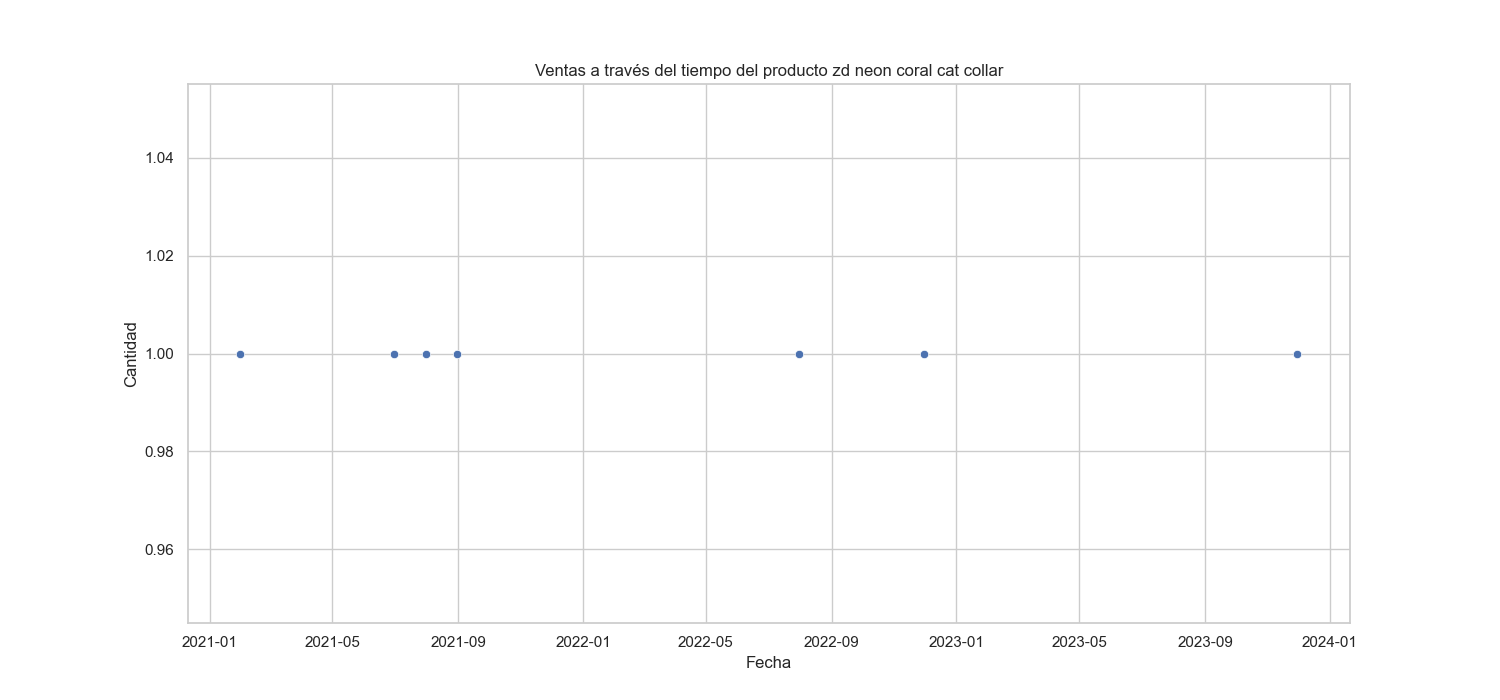 Ventas a través del tiempo del producto zd neon coral cat collar
1.04
1.02
1.00
0.98
0.96
Cantidad
2021-01 2021-05 2021-09 2022-01 2022-05 2022-09 2023-01 2023-05 2023-09 2024-01
Fecha